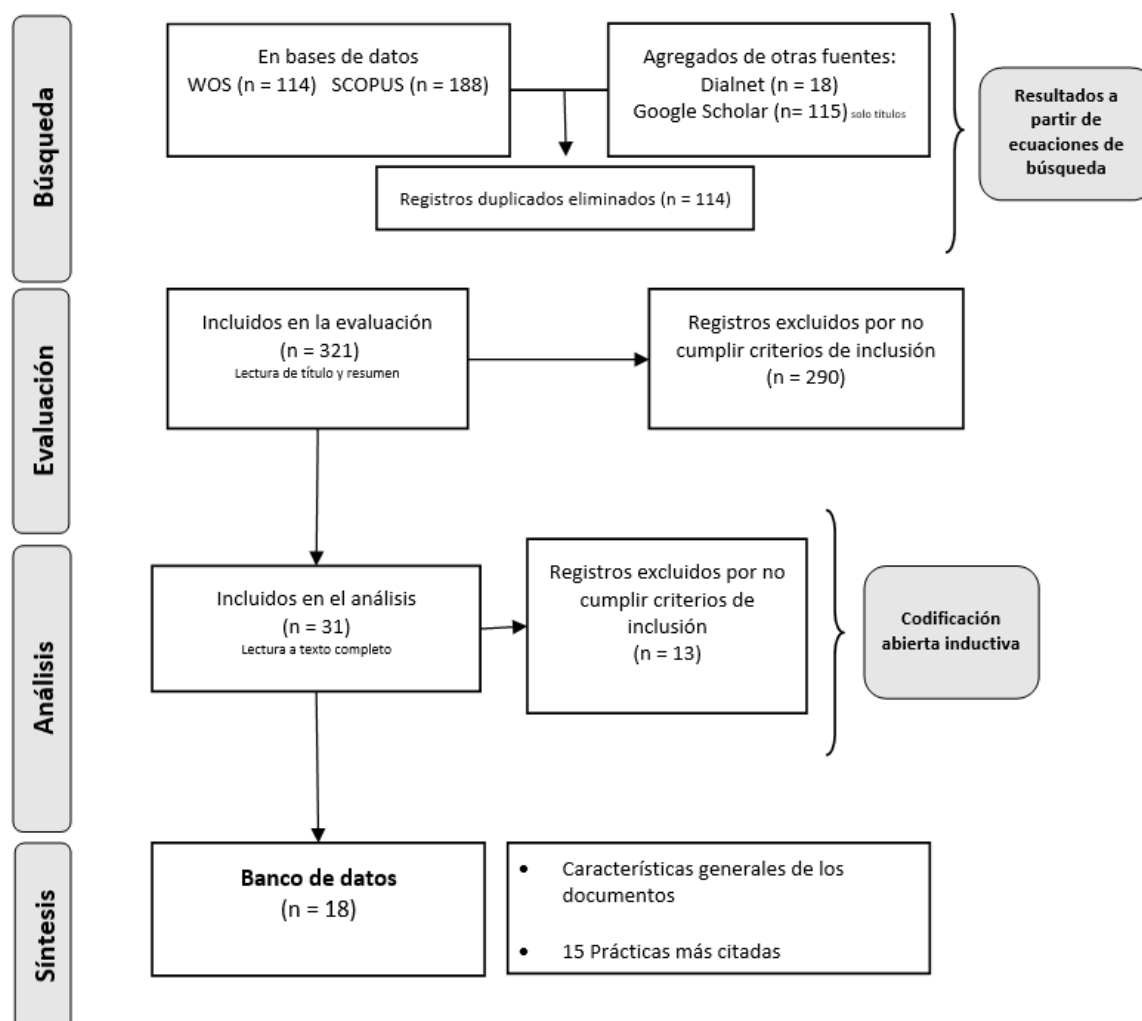 Búsqueda
En bases de datos
WOS (n = 114) SCOPUS (n = 188)
Agregados de otras fuentes:
Dialnet (n = 18)
Google Scholar (n= 115) solo títulos
Registros duplicados eliminados (n = 114)
Resultados a
partir de
ecuaciones de
búsqueda
Evaluación
Incluidos en la evaluación
(n = 321)
Lectura de título y resumen
Registros excluidos por no
cumplir criterios de inclusión
(n = 290)
Análisis
Incluidos en el análisis
(n = 31)
Lectura a texto completo
Registros excluidos por no
cumplir criterios de
inclusión
(n = 13)
Codificación
abierta inductiva
Síntesis
Banco de datos
(n = 18)
• Características generales de los
documentos
• 15 Prácticas más citadas